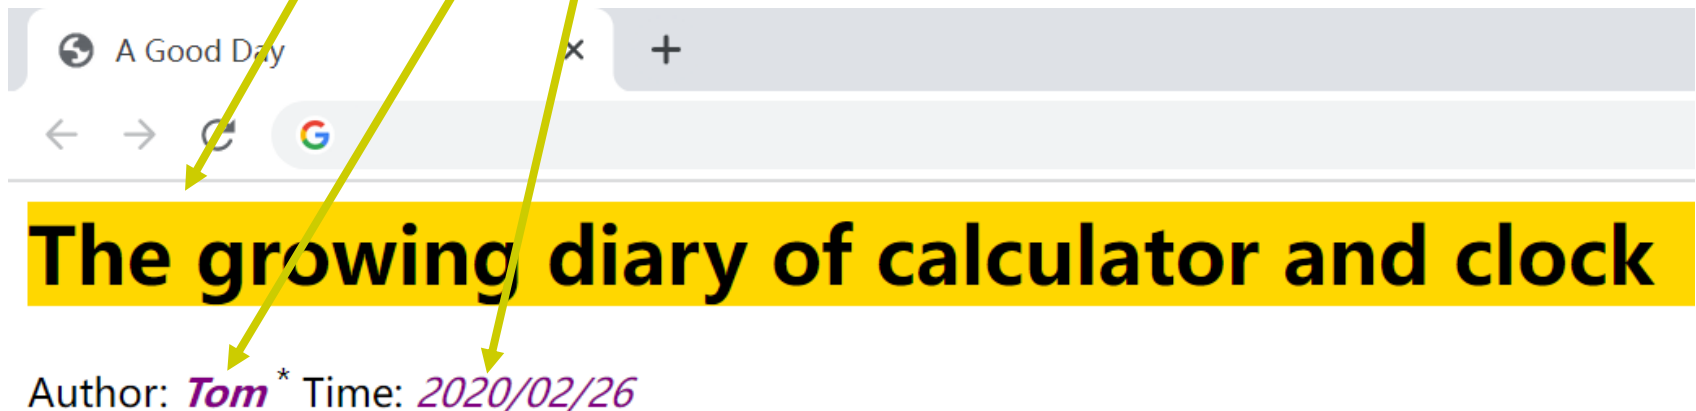 A Good Day
The growing diary of calculator and clock
Author: Tom * Time: 2020/02/26